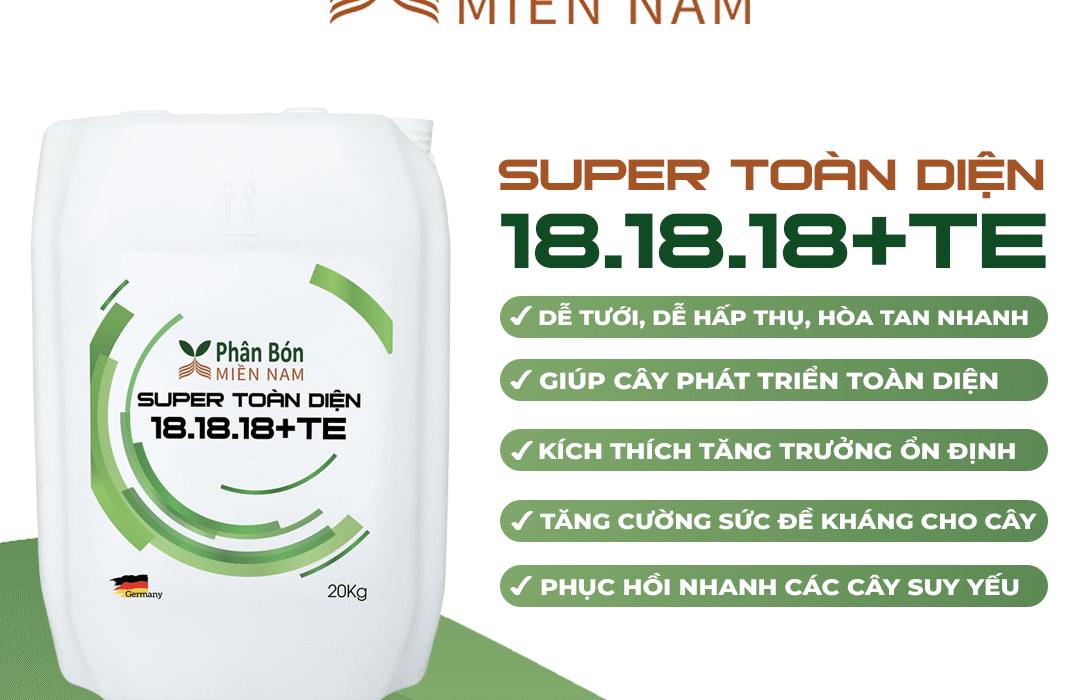 MIỀN NAM
SUPER TOÀN DIỆN
18.18.18+TE
✓ DỄ TƯỚI, DỄ HẤP THỤ, HÒA TAN NHANH
✓ GIÚP CÂY PHÁT TRIỂN TOÀN DIỆN
✓ KÍCH THÍCH TĂNG TRƯỞNG ỔN ĐỊNH
✓ TĂNG CƯỜNG SỨC ĐỀ KHÁNG CHO CÂY
✓ PHỤC HỒI NHANH CÁC CÂY SUY YẾU
Phân Bón
MIỀN NAM
SUPER TOÀN DIỆN
18.18.18+TE
Germany
20Kg